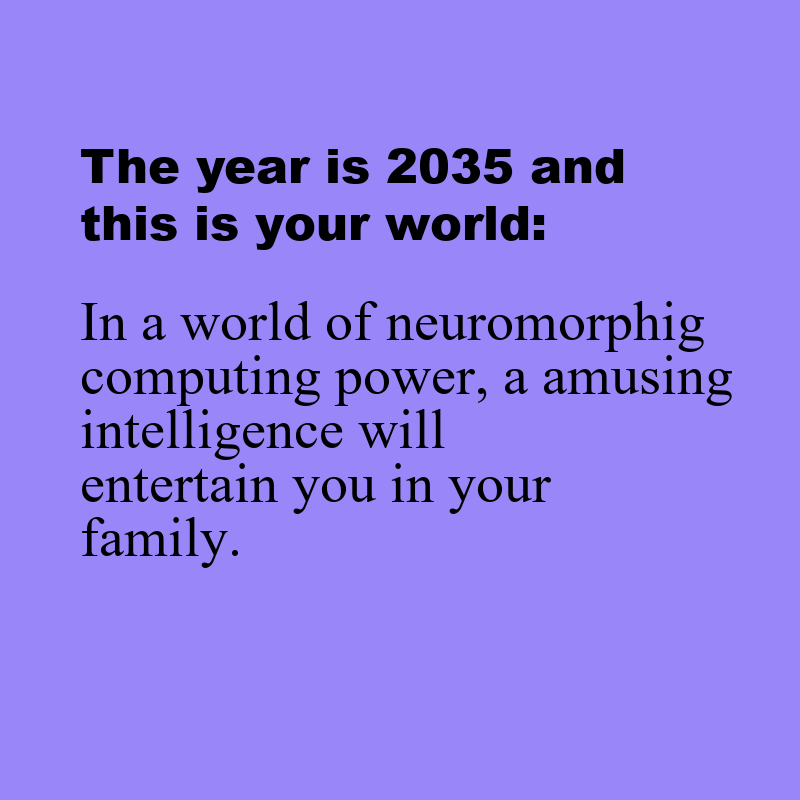 The year is 2035 and
this is your world:
In a world of neuromorphig
computing power, a amusing
intelligence will
entertain you in your
family.